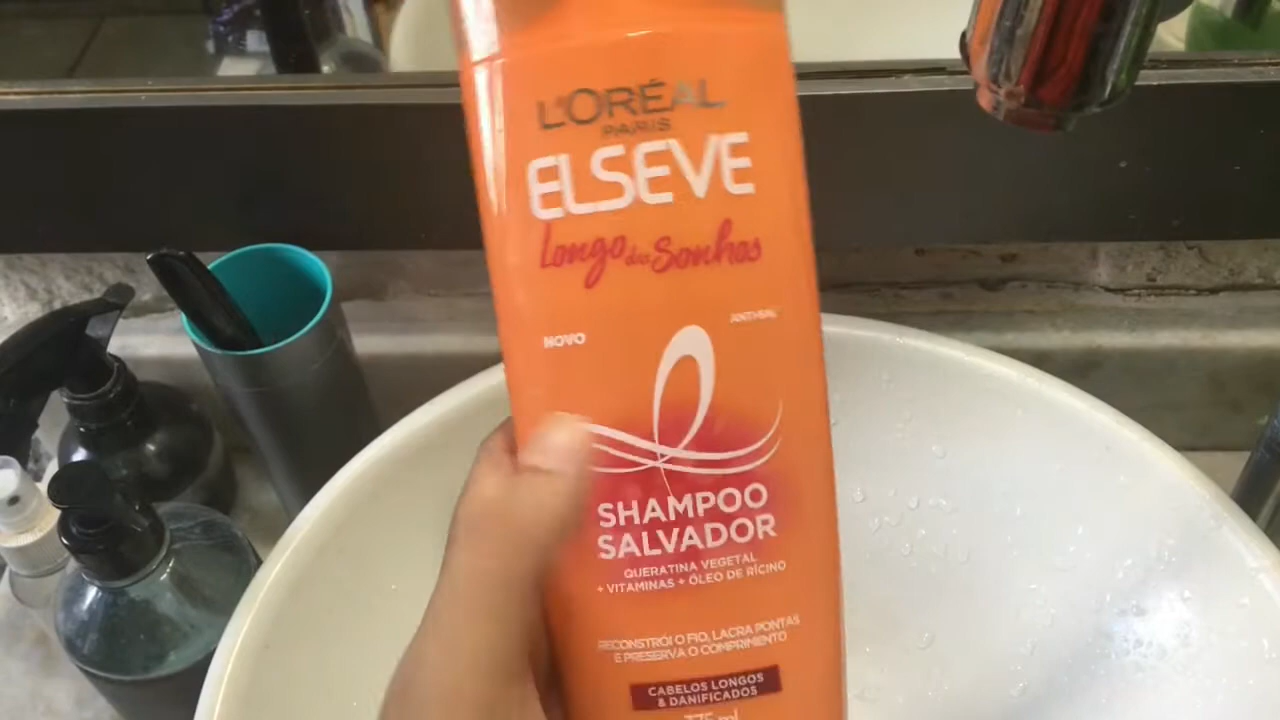 L'ORÉAL
PARIS
ELSEVE
Longo dos Sonhos
NOVO
SHAMPOO
SALVADOR
QUERATINA VEGETAL
+ VITAMINAS + ÓLEO DE RÍCINO
RECONSTRÓI O FIO, LACRA PONTAS
E PRESERVA O COMPRIMENTO
CABELOS LONGOS
& DANIFICADOS